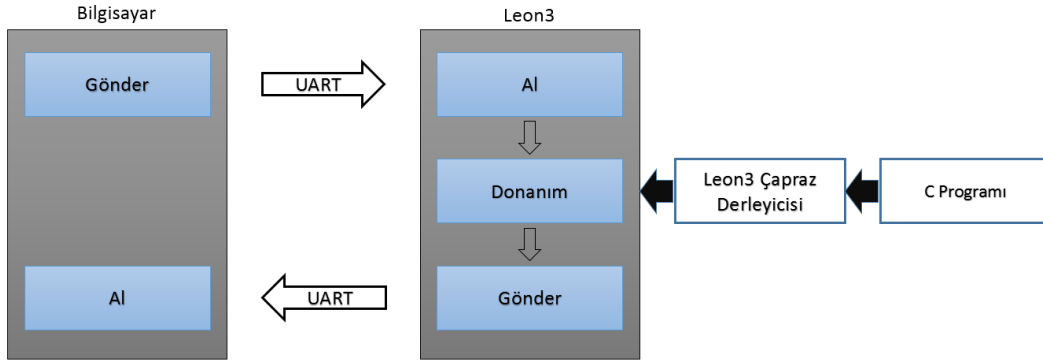 Bilgisayar
Leon3
Gönder
UART
Al
Donanım
Leon3 Çapraz
Derleyicisi
C Programı
Al
UART
Gönder